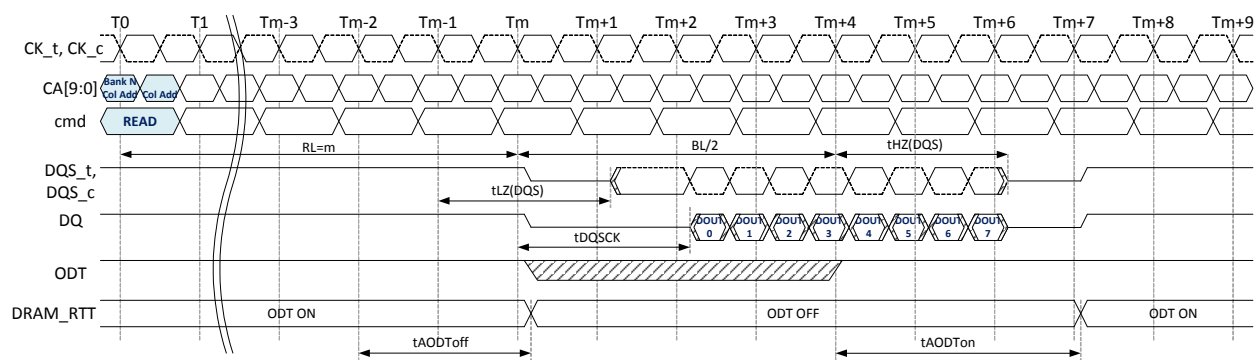 T0 T1 Tm-3 Tm-2 Tm-1 Tm Tm+1 Tm+2 Tm+3 Tm+4 Tm+5 Tm+6 Tm+7 Tm+8 Tm+9
CK_t, CK_c
CA[9:0]
Bank N
Col Add
Col Add
cmd
READ
RL=m
BL/2
tHZ(DQS)
DQS_t,
DQS_c
tLZ(DQS)
DQ
DOUT DOUT DOUT DOUT DOUT DOUT DOUT DOUT
0 1 2 3 4 5 6 7
tDQSCK
ODT
DRAM_RTT
ODT ON
ODT OFF
ODT ON
tAODToff
tAODTon